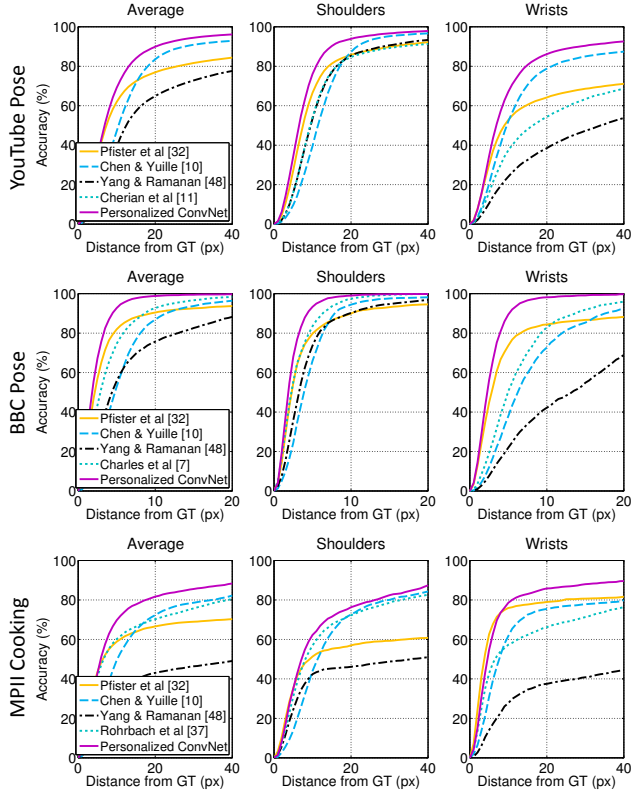 Average Shoulders Wrists
YouTube Pose
Accuracy (%)
100
80
60
40
20
0
Pfister et al [32]
Chen & Yuille [10]
Yang & Ramanan [48]
Cherian et al [11]
Personalized ConvNet
0 20 40
Distance from GT (px)
100
80
60
40
20
0
0 20 40
Distance from GT (px)
100
80
60
40
20
0
0 20 40
Distance from GT (px)
Average Shoulders Wrists
BBC Pose
Accuracy (%)
100
80
60
40
20
0
Pfister et al [32]
Chen & Yuille [10]
Yang & Ramanan [48]
Charles et al [7]
Personalized ConvNet
0 10 20
Distance from GT (px)
100
80
60
40
20
0
0 10 20
Distance from GT (px)
100
80
60
40
20
0
0 10 20
Distance from GT (px)
Average Shoulders Wrists
MPII Cooking
Accuracy (%)
100
80
60
40
20
0
Pfister et al [32]
Chen & Yuille [10]
Yang & Ramanan [48]
Rohrbach et al [37]
Personalized ConvNet
0 20 40
Distance from GT (px)
100
80
60
40
20
0
0 20 40
Distance from GT (px)
100
80
60
40
20
0
0 20 40
Distance from GT (px)